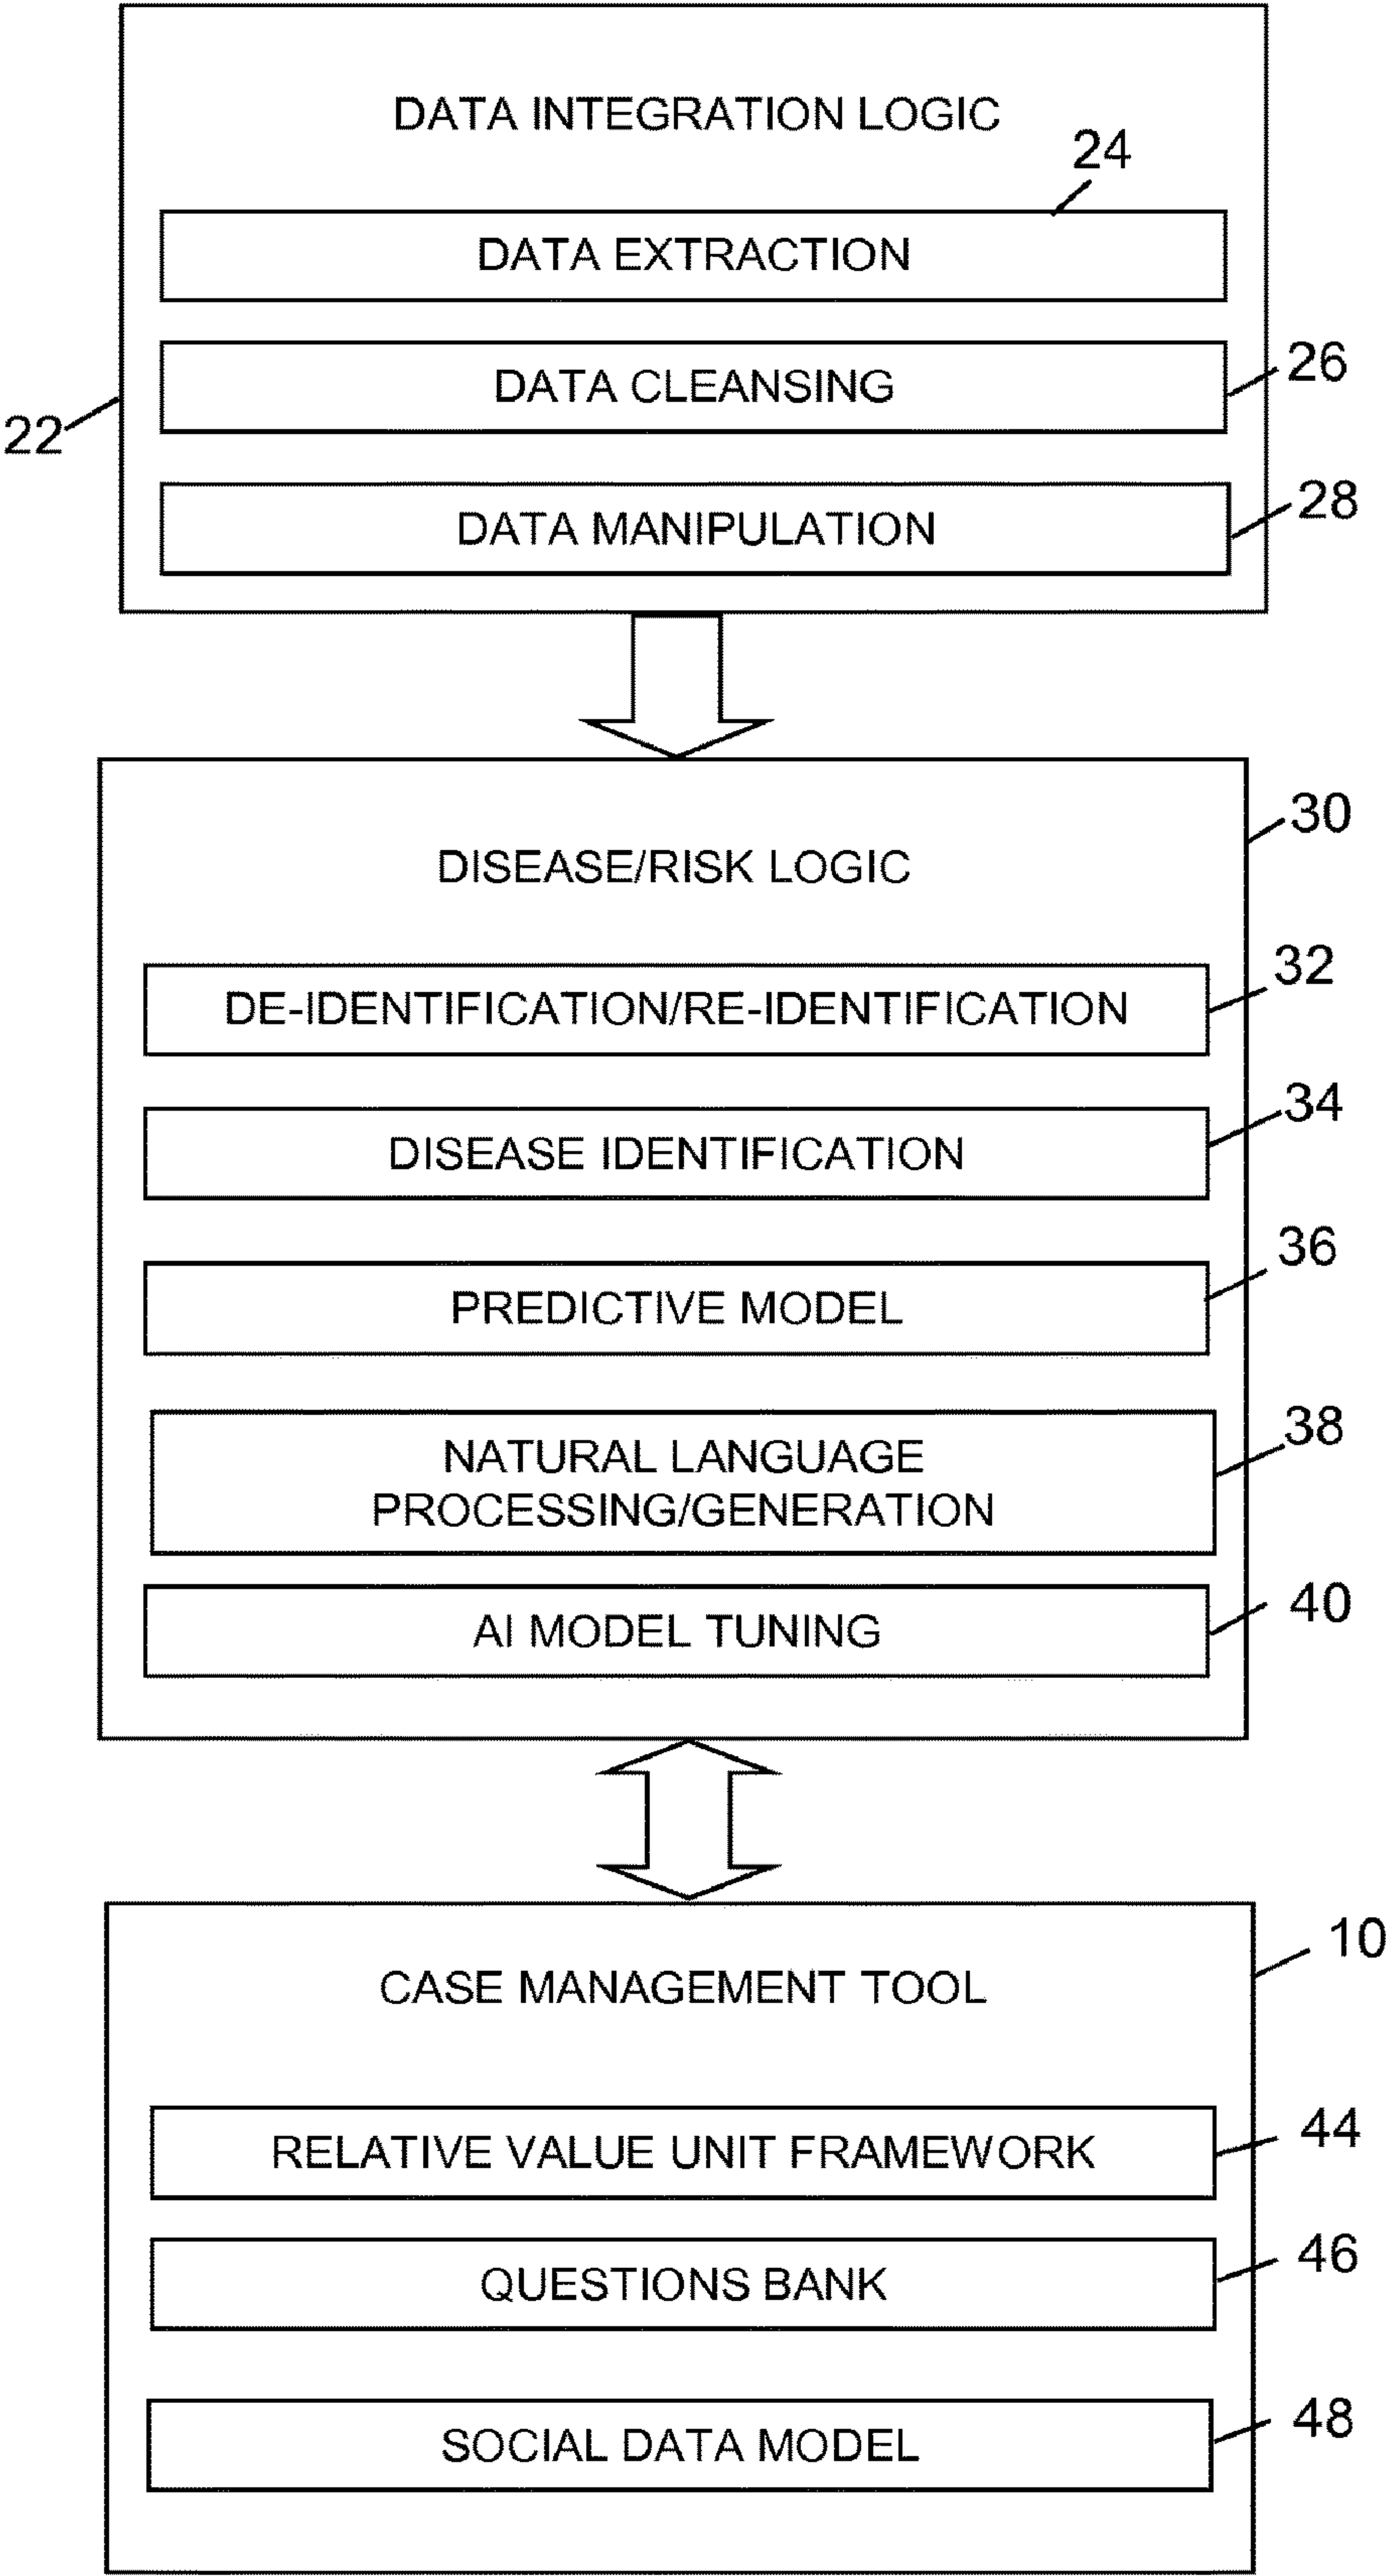 DATA INTEGRATION LOGIC
24
DATA EXTRACTION
DATA CLEANSING
26
22
DATA MANIPULATION
28
DISEASE/RISK LOGIC
30
DE-IDENTIFICATION/RE-IDENTIFICATION
32
DISEASE IDENTIFICATION
34
PREDICTIVE MODEL
36
NATURAL LANGUAGE
PROCESSING/GENERATION
38
AI MODEL TUNING
40
CASE MANAGEMENT TOOL
10
RELATIVE VALUE UNIT FRAMEWORK
44
QUESTIONS BANK
46
SOCIAL DATA MODEL
48